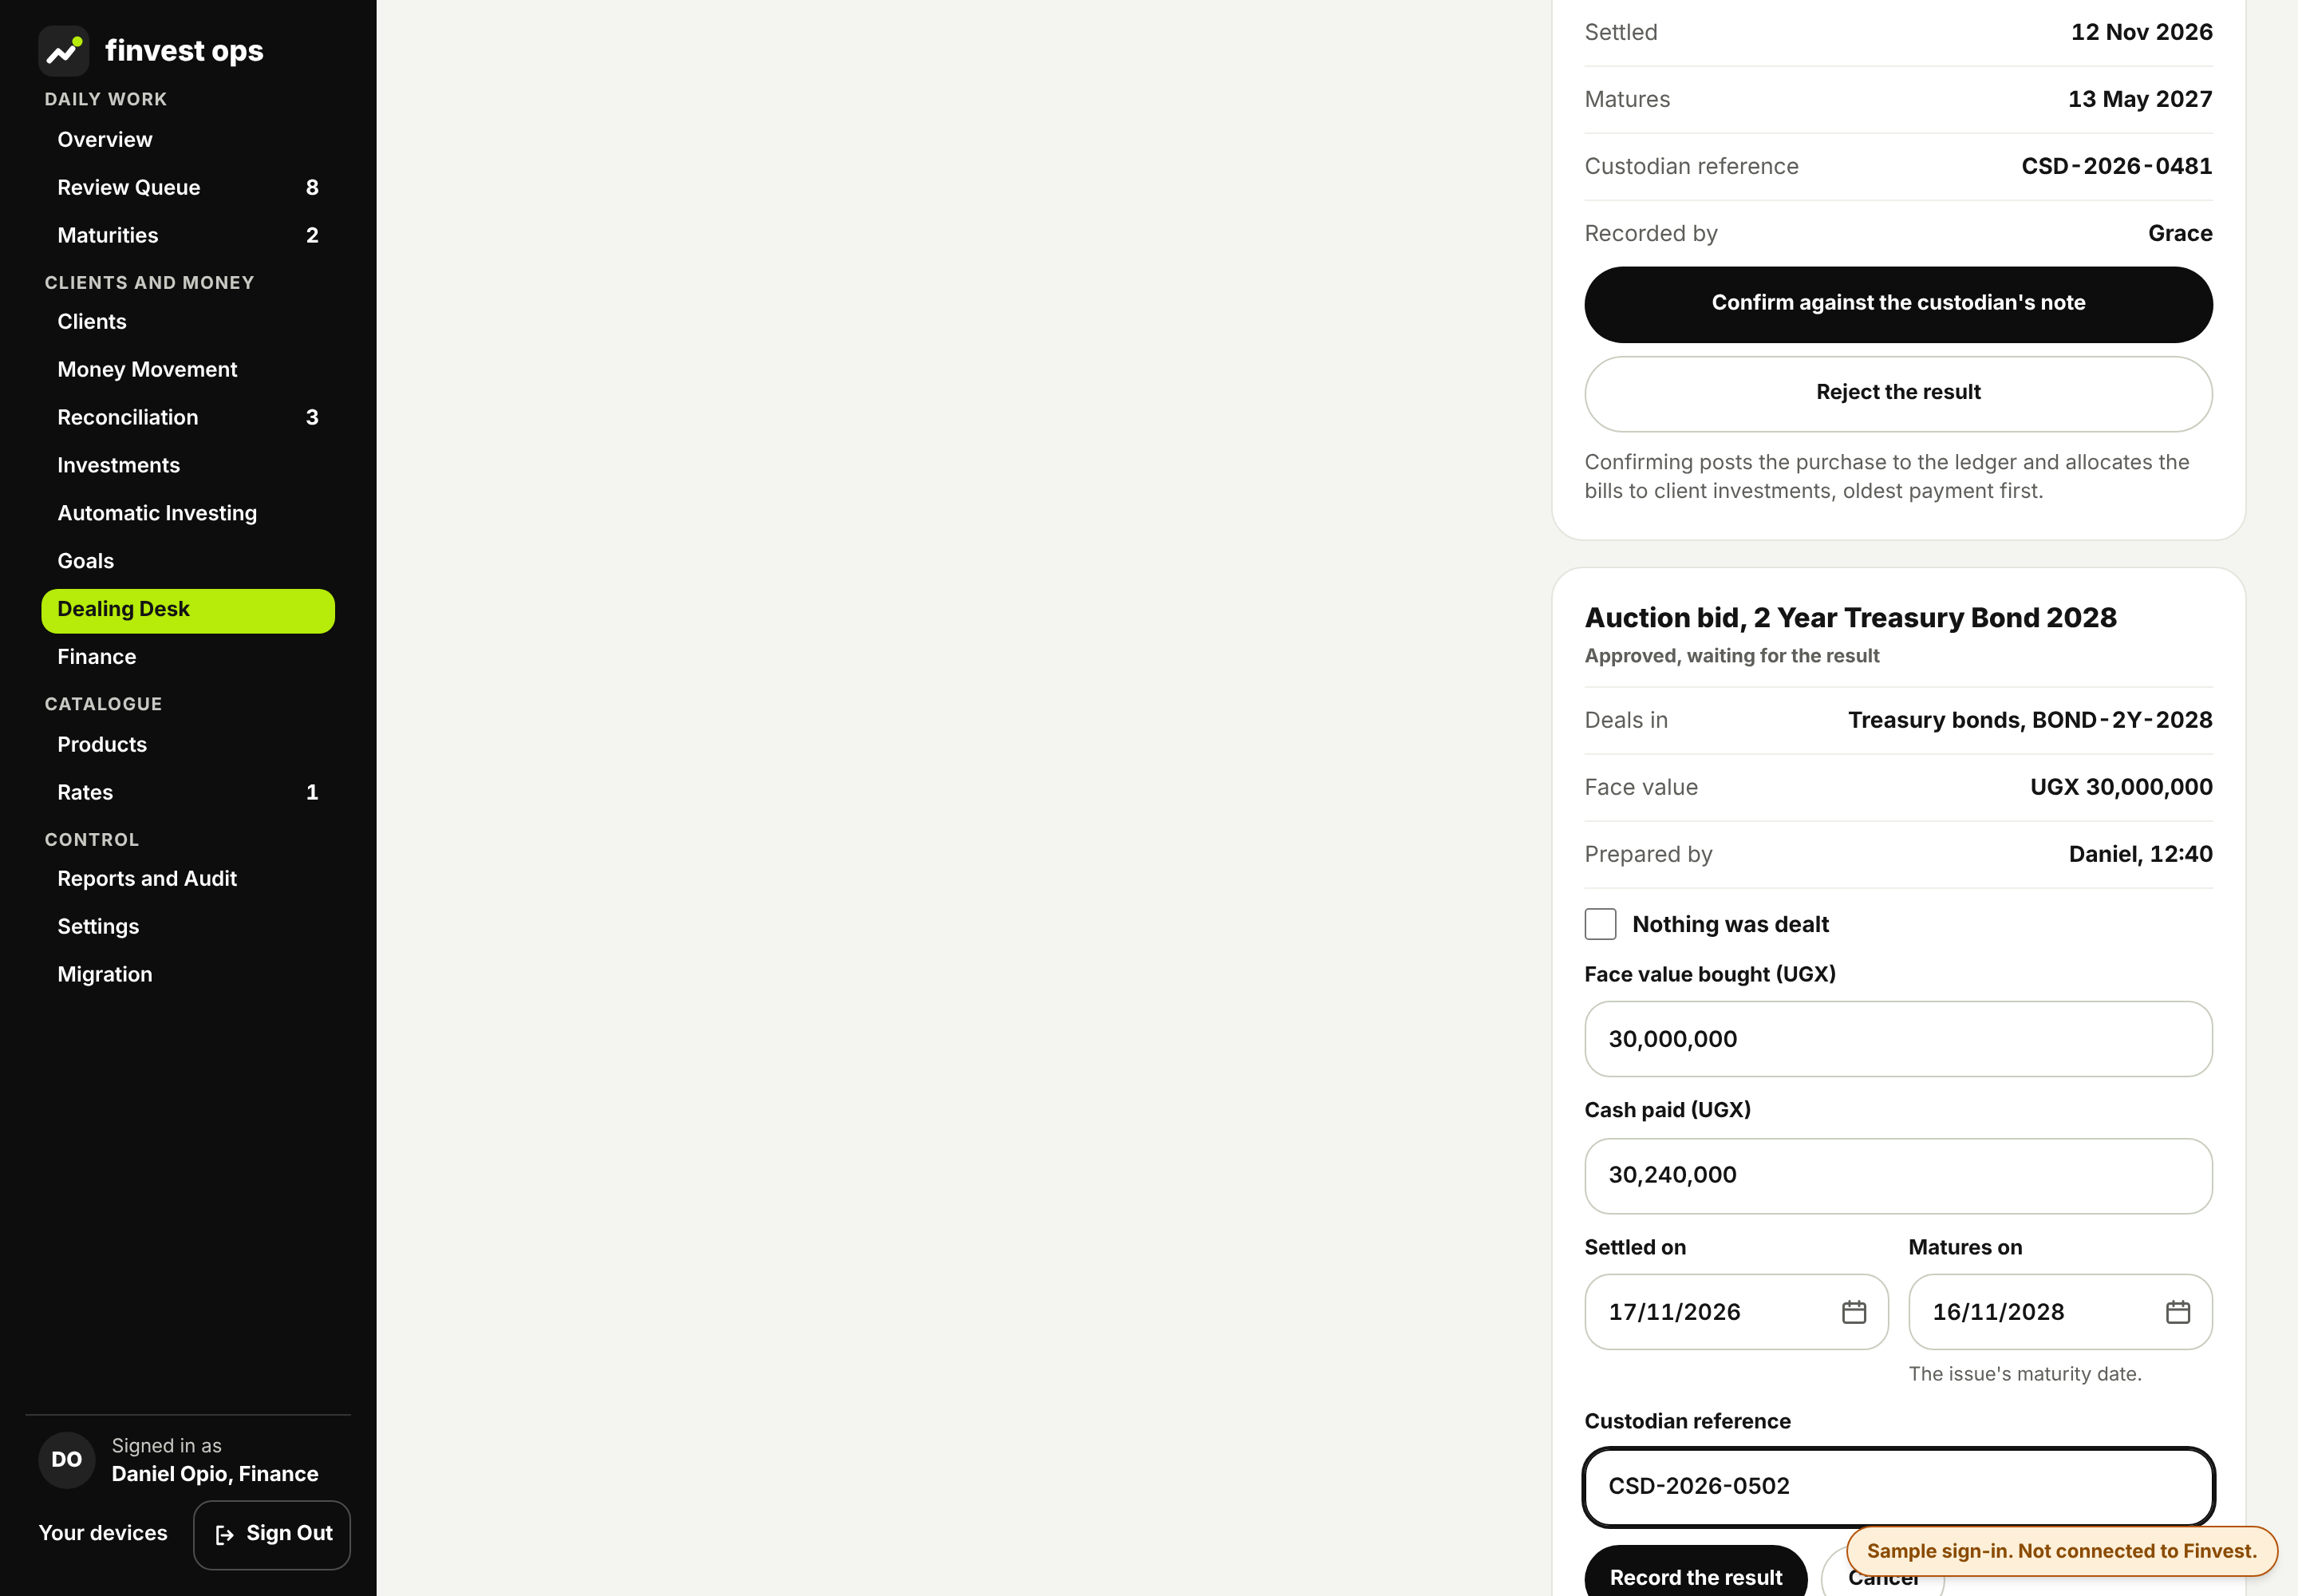 finvest ops
DAILY WORK
Overview
Review Queue 8
Maturities 2
CLIENTS AND MONEY
Clients
Money Movement
Reconciliation 3
Investments
Automatic Investing
Goals
Dealing Desk
Finance
CATALOGUE
Products
Rates 1
CONTROL
Reports and Audit
Settings
Migration
DO
Signed in as
Daniel Opio, Finance
Your devices
Sign Out
Settled 12 Nov 2026
Matures 13 May 2027
Custodian reference CSD-2026-0481
Recorded by Grace
Confirm against the custodian's note
Reject the result
Confirming posts the purchase to the ledger and allocates the
bills to client investments, oldest payment first.
Auction bid, 2 Year Treasury Bond 2028
Approved, waiting for the result
Deals in Treasury bonds, BOND-2Y-2028
Face value UGX 30,000,000
Prepared by Daniel, 12:40
Nothing was dealt
Face value bought (UGX)
30,000,000
Cash paid (UGX)
30,240,000
Settled on Matures on
17/11/2026 16/11/2028
The issue's maturity date.
Custodian reference
CSD-2026-0502
Sample sign-in. Not connected to Finvest.
Record the result Cancel